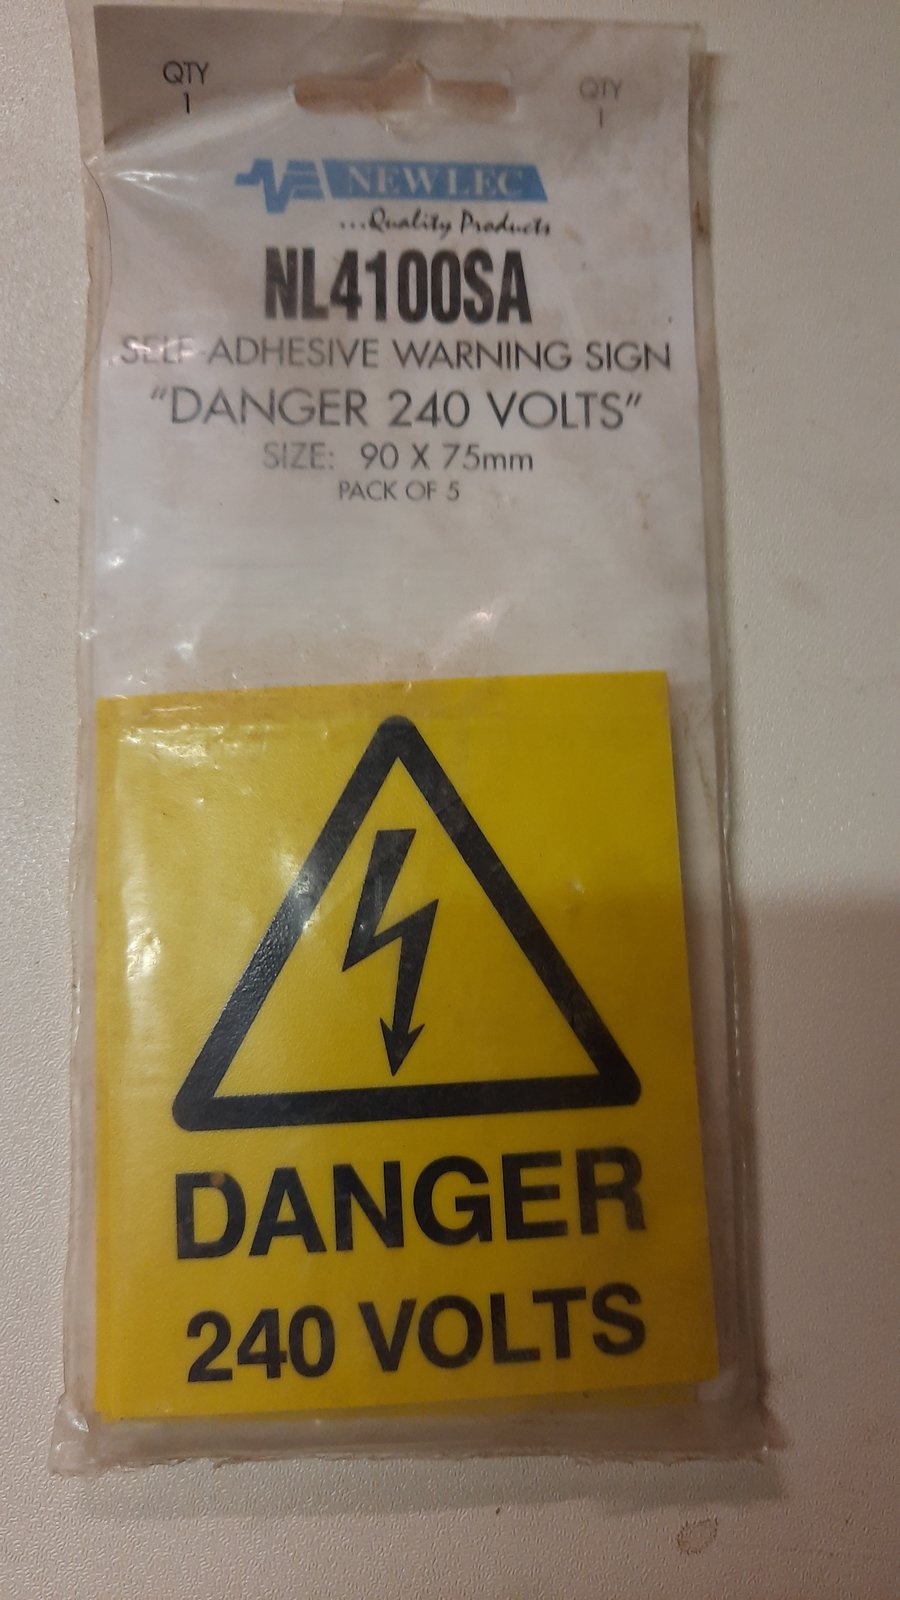 QTY QTY
1 1
NEWLEC
...Quality Products
NL4100SA
SELF-ADHESIVE WARNING SIGN
"DANGER 240 VOLTS"
SIZE: 90 X 75mm
PACK OF 5
DANGER
240 VOLTS